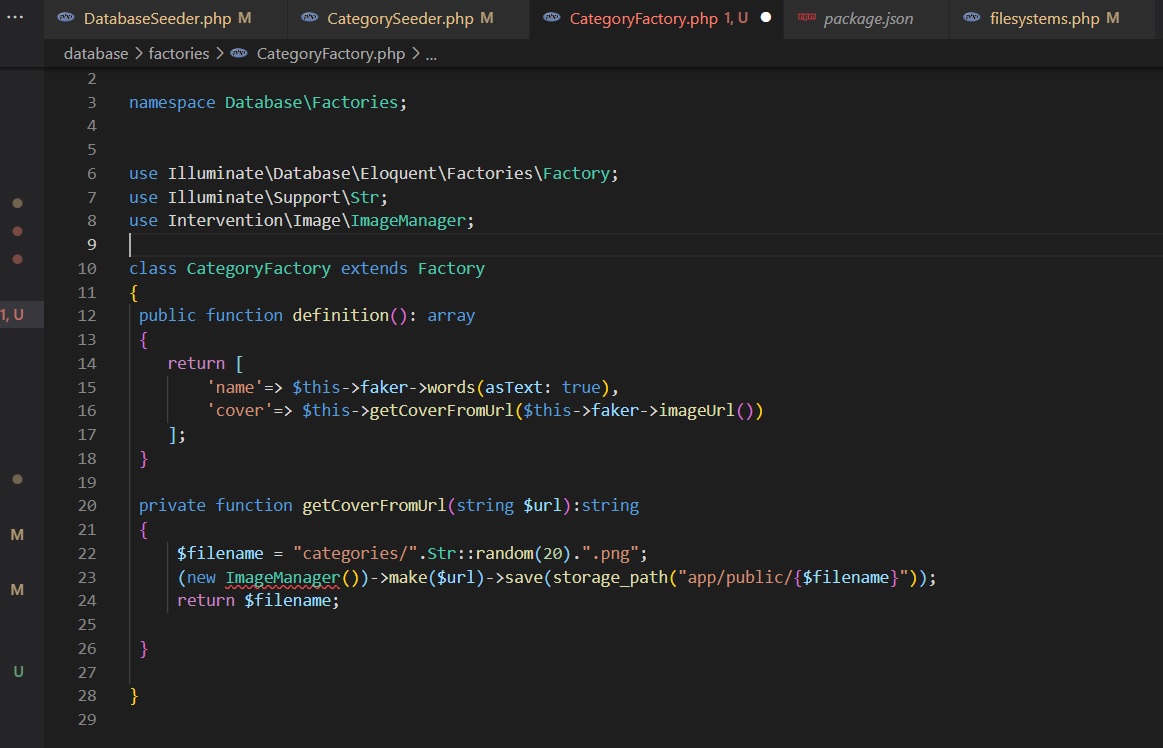 ... DatabaseSeeder.php M CategorySeeder.php M CategoryFactory.php 1, U package.json filesystems.php M
database > factories > CategoryFactory.php > ...
2
3 namespace Database\Factories;
4
5
6 use Illuminate\Database\Eloquent\Factories\Factory;
7 use Illuminate\Support\Str;
8 use Intervention\Image\ImageManager;
9
10 class CategoryFactory extends Factory
11 {
1, U
12 public function definition(): array
13 {
14 return [
15 'name'=> $this->faker->words(asText: true),
16 'cover'=> $this->getCoverFromUrl($this->faker->imageUrl())
17 ];
18 }
19
20 private function getCoverFromUrl(string $url):string
21 {
M
22 $filename = "categories/".Str::random(20).".png";
23 (new ImageManager())->make($url)->save(storage_path("app/public/{$filename}"));
M
24 return $filename;
25
26 }
U
27
28 }
29